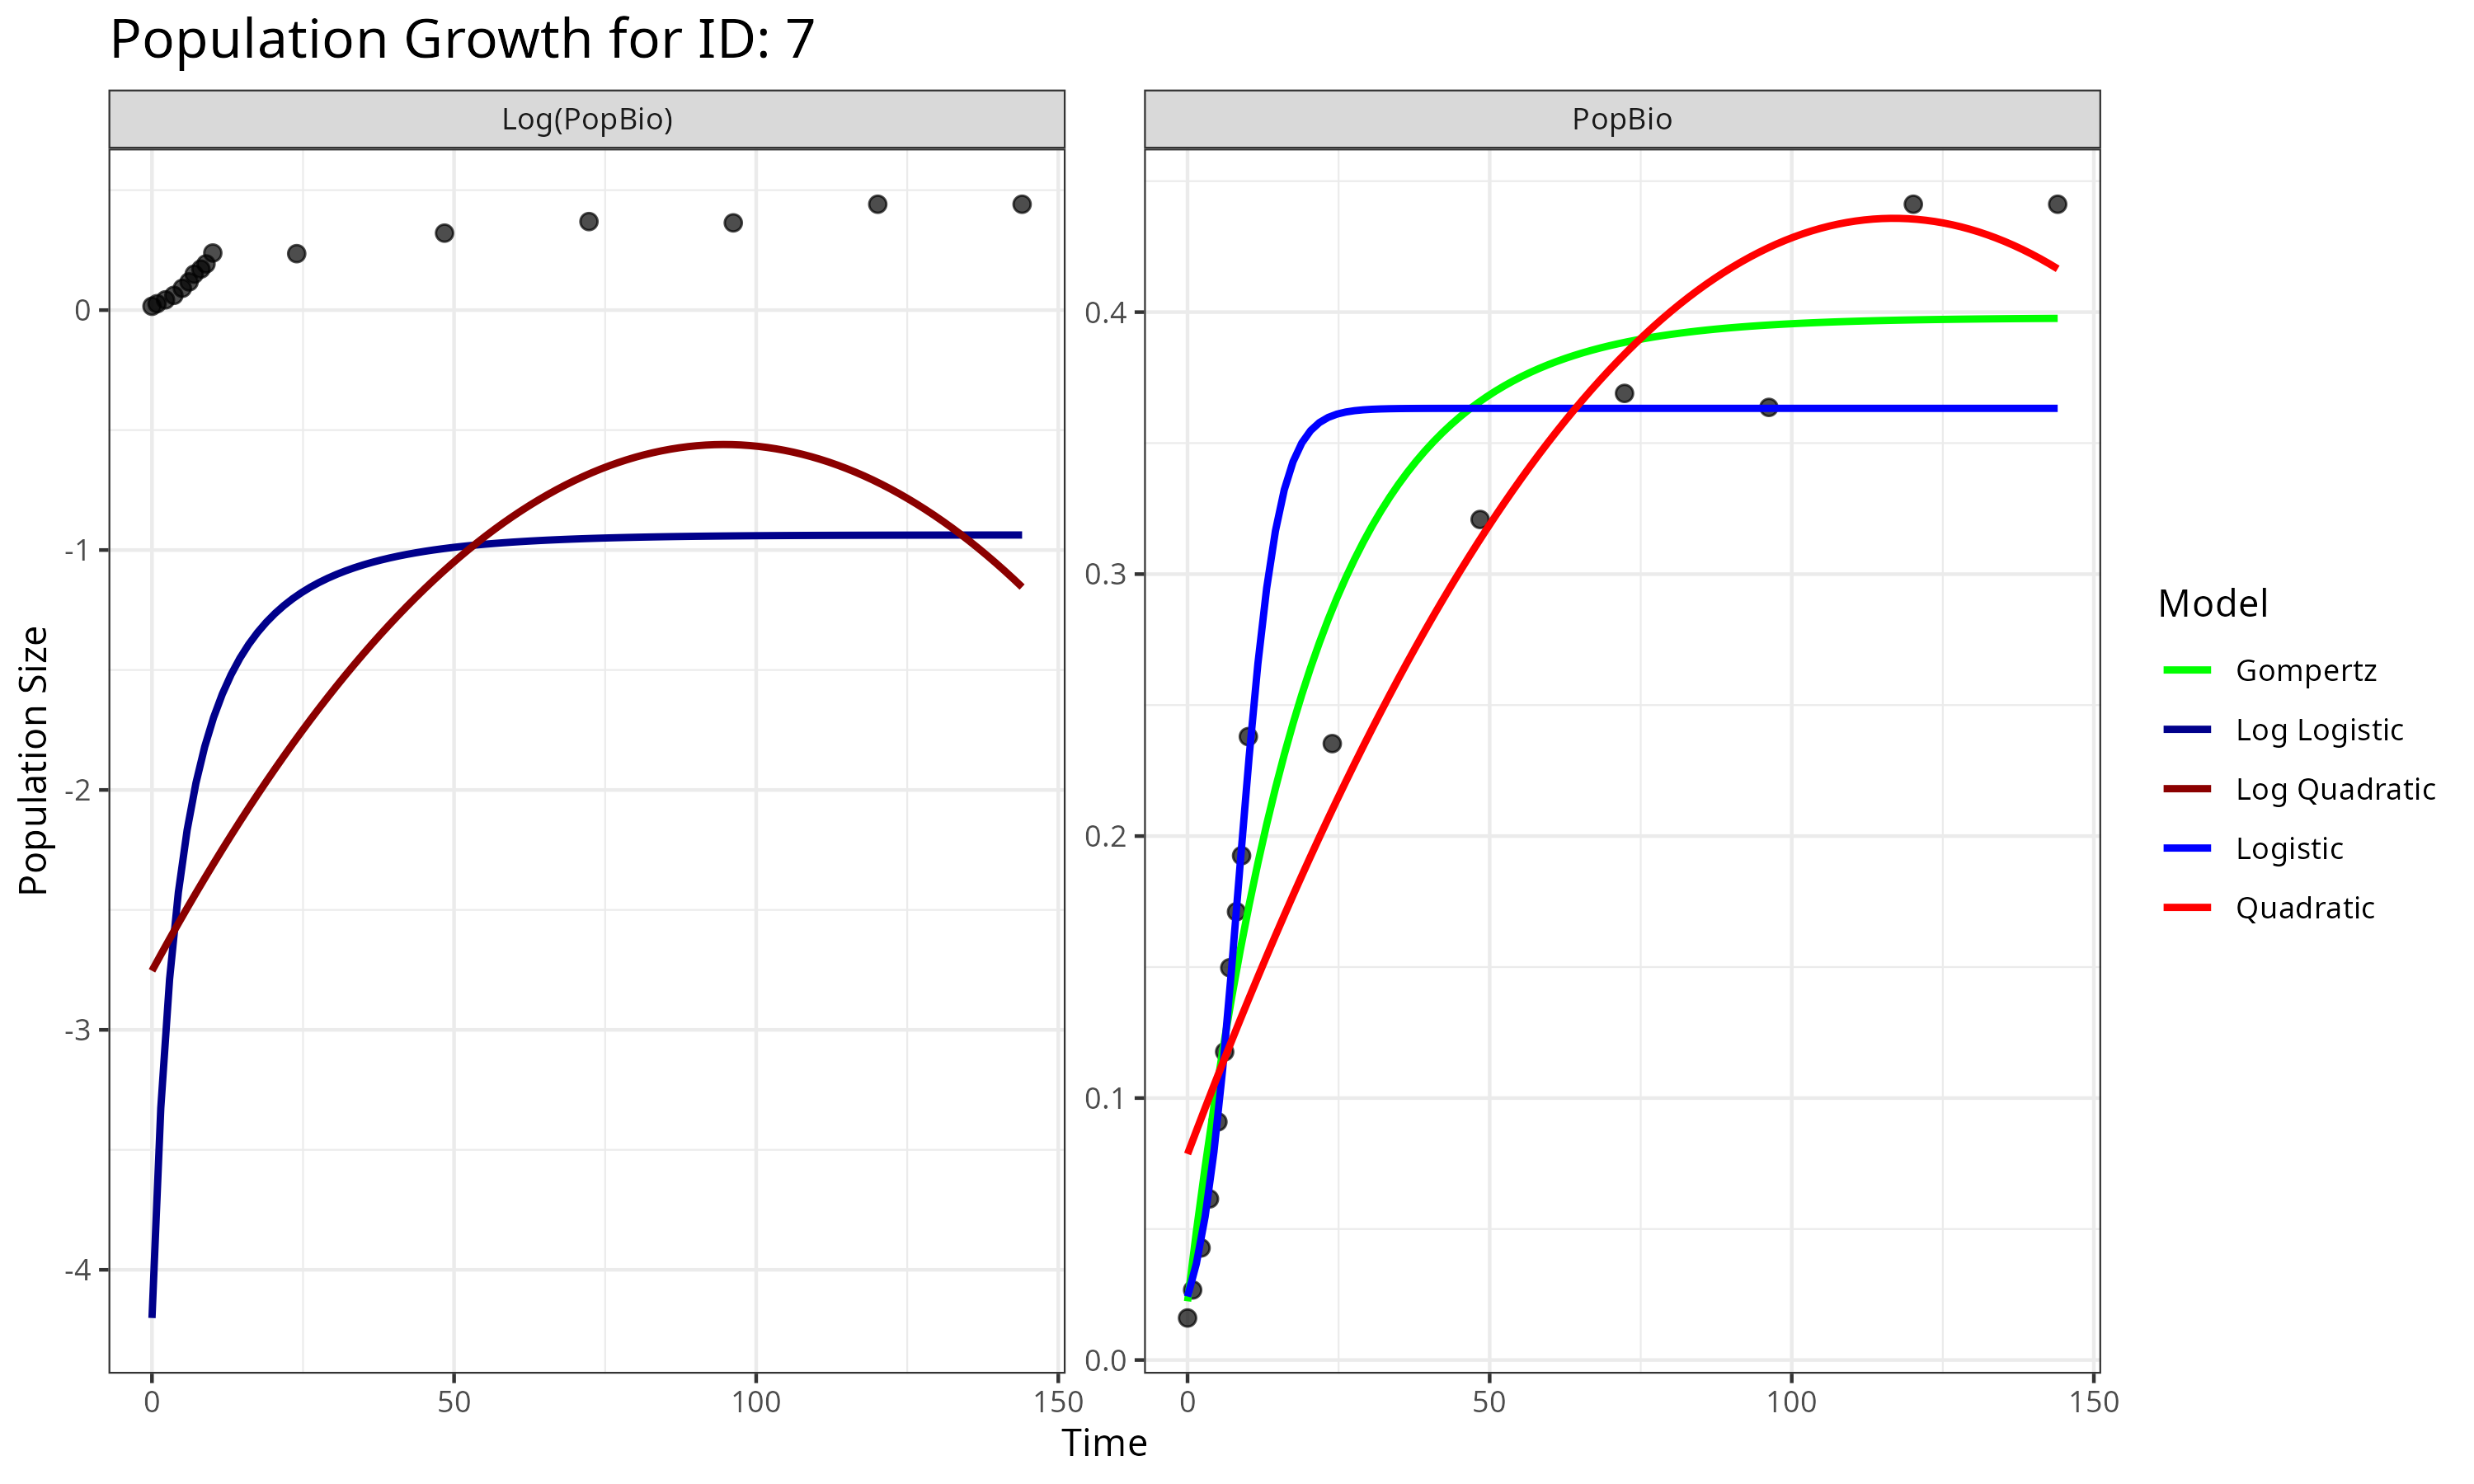 Population Growth for ID: 7
Log(PopBio)
PopBio
Population Size
0
-1
-2
-3
-4
0.4
0.3
0.2
0.1
0.0
0 50 100 150
0 50 100 150
Time
Model
Gompertz
Log Logistic
Log Quadratic
Logistic
Quadratic